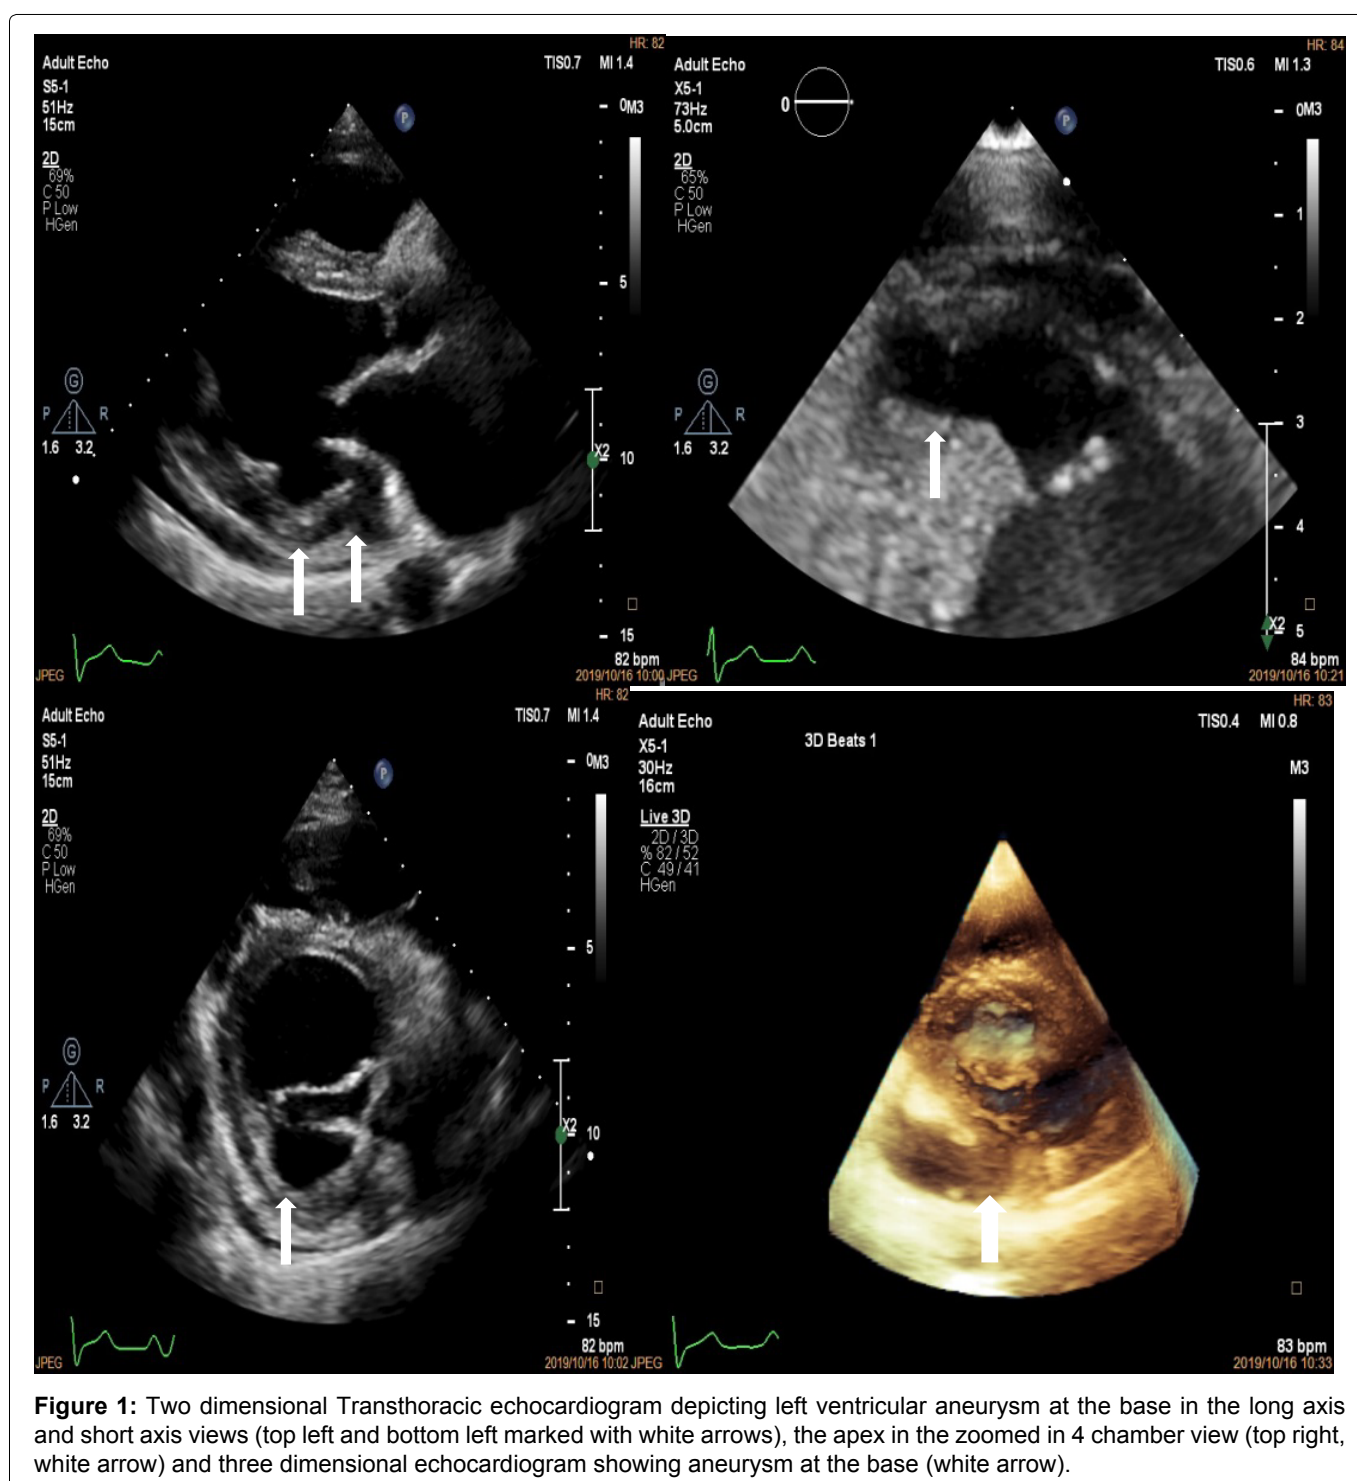 HR: 82
Adult Echo
TIS0.7 MI 1.4
S5-1
51Hz
15cm
0M3
P
2D
69%
C 50
P Low
HGen
5
G
P R
1.6 3.2
X2
10
15
82 bpm
JPEG
2019/10/16 10:00
HR: 84
Adult Echo
TIS0.6 MI 1.3
X5-1
73Hz
5.0cm
0
0M3
P
2D
65%
C 50
P Low
HGen
1
2
G
P R
1.6 3.2
3
4
X2
5
84 bpm
JPEG
2019/10/16 10:21
HR: 82
Adult Echo
TIS0.7 MI 1.4
S5-1
51Hz
15cm
0M3
P
2D
69%
C 50
P Low
HGen
5
G
P R
1.6 3.2
X2
10
15
82 bpm
JPEG
2019/10/16 10:02
HR: 83
Adult Echo
TIS0.4 MI 0.8
X5-1
30Hz
16cm
3D Beats 1
M3
Live 3D
2D / 3D
% 82 / 52
C 49 / 41
HGen
83 bpm
JPEG
2019/10/16 10:33
Figure 1: Two dimensional Transthoracic echocardiogram depicting left ventricular aneurysm at the base in the long axis
and short axis views (top left and bottom left marked with white arrows), the apex in the zoomed in 4 chamber view (top right,
white arrow) and three dimensional echocardiogram showing aneurysm at the base (white arrow).